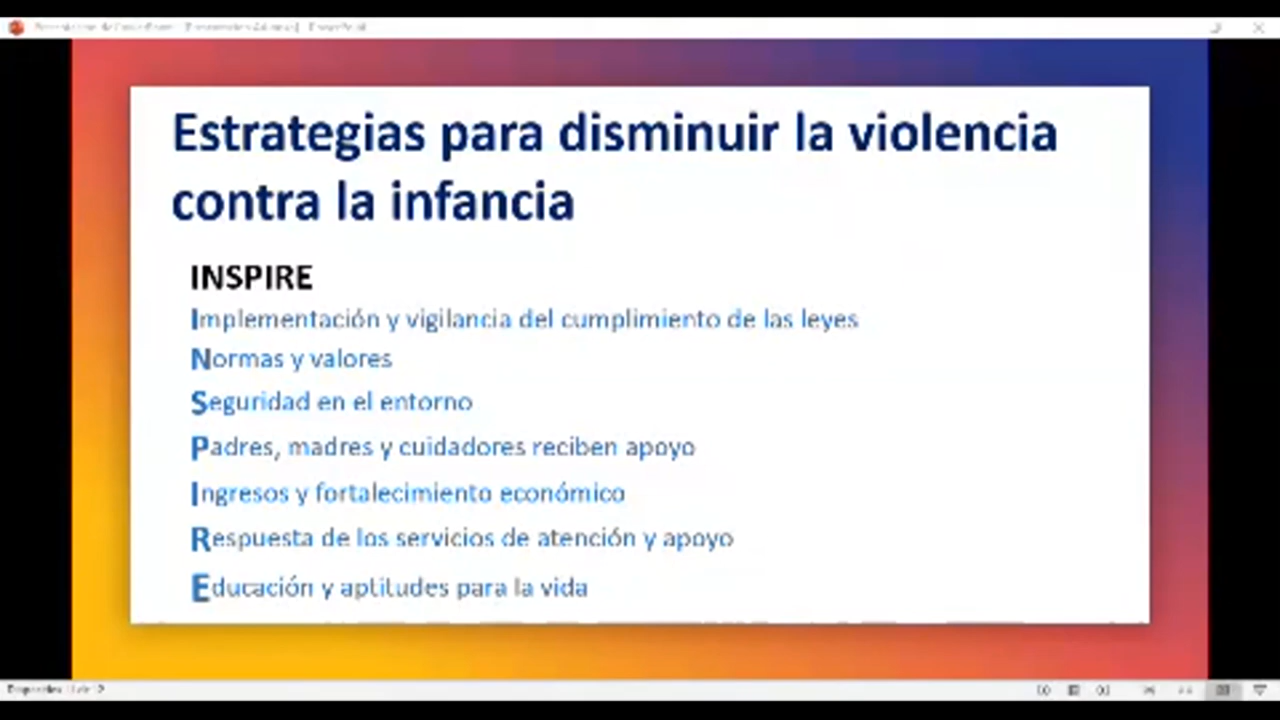 Estrategias para disminuir la violencia
contra la infancia
INSPIRE
Implementación y vigilancia del cumplimiento de las leyes
Normas y valores
Seguridad en el entorno
Padres, madres y cuidadores reciben apoyo
Ingresos y fortalecimiento económico
Respuesta de los servicios de atención y apoyo
Educación y aptitudes para la vida